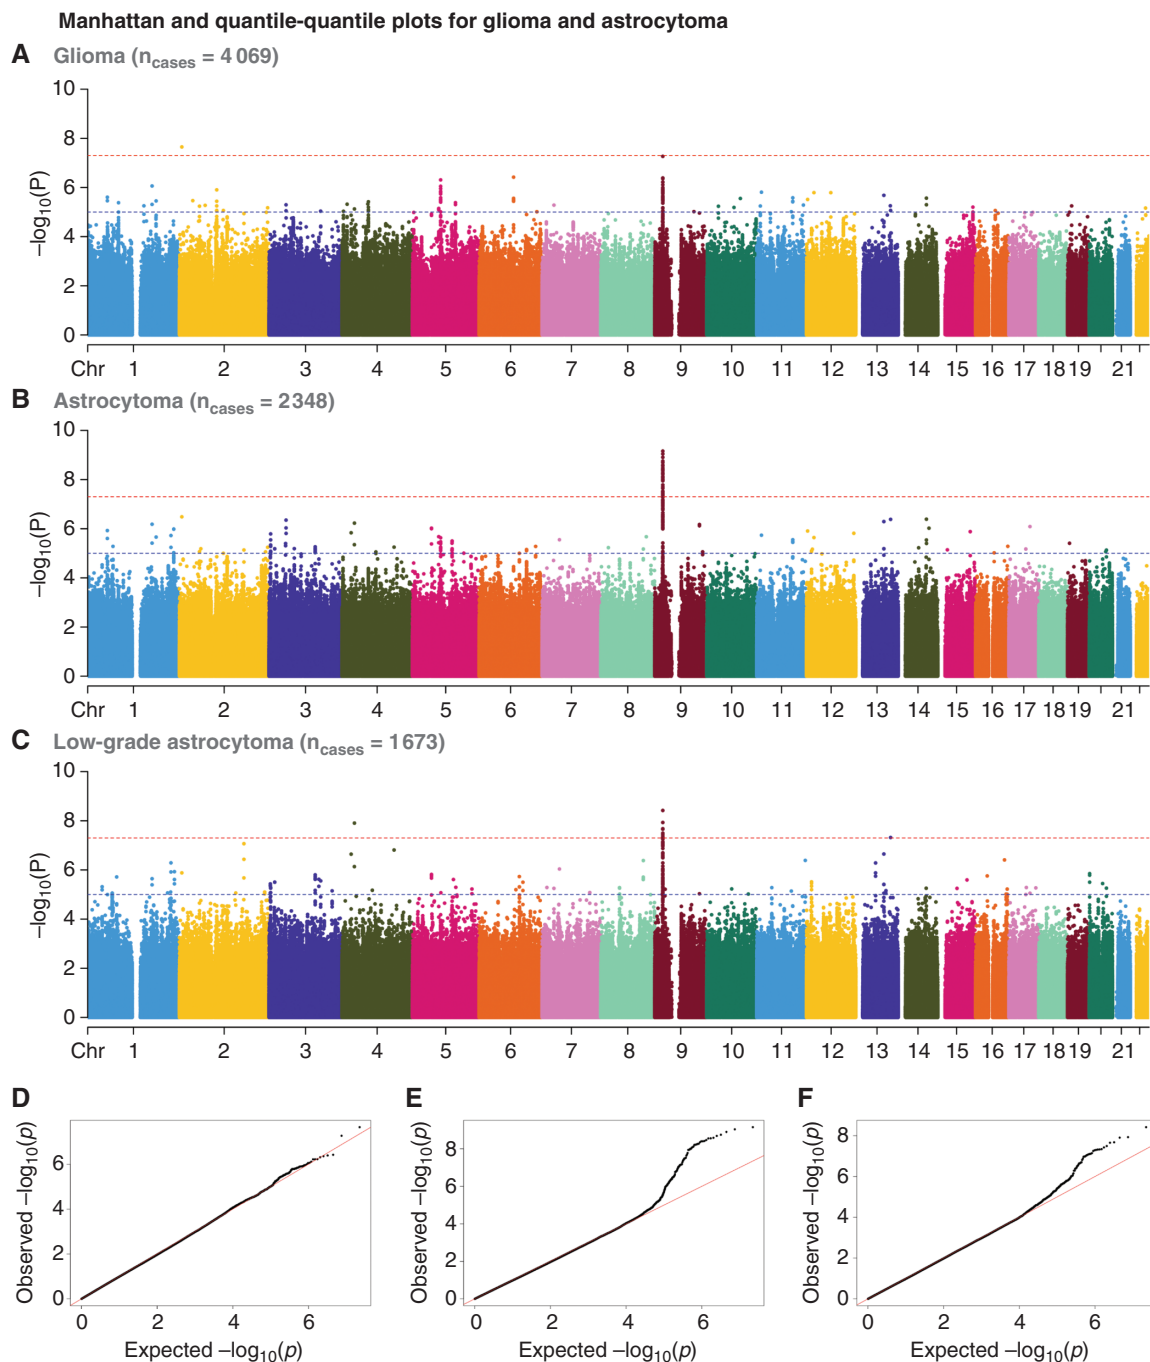 Manhattan and quantile-quantile plots for glioma and astrocytoma
A Glioma (ncases = 4 069)
10
8
6
4
2
0
−log10(P)
Chr 1 2 3 4 5 6 7 8 9 10 11 12 13 14 15 16 17 18 19 21
B Astrocytoma (ncases = 2348)
10
8
6
4
2
0
−log10(P)
Chr 1 2 3 4 5 6 7 8 9 10 11 12 13 14 15 16 17 18 19 21
C Low-grade astrocytoma (ncases = 1673)
10
8
6
4
2
0
−log10(P)
Chr 1 2 3 4 5 6 7 8 9 10 11 12 13 14 15 16 17 18 19 21
D
Observed −log10(p)
6
4
2
0
0 2 4 6
Expected −log10(p)
E
Observed −log10(p)
8
6
4
2
0
0 2 4 6
Expected −log10(p)
F
Observed −log10(p)
8
6
4
2
0
0 2 4 6
Expected −log10(p)